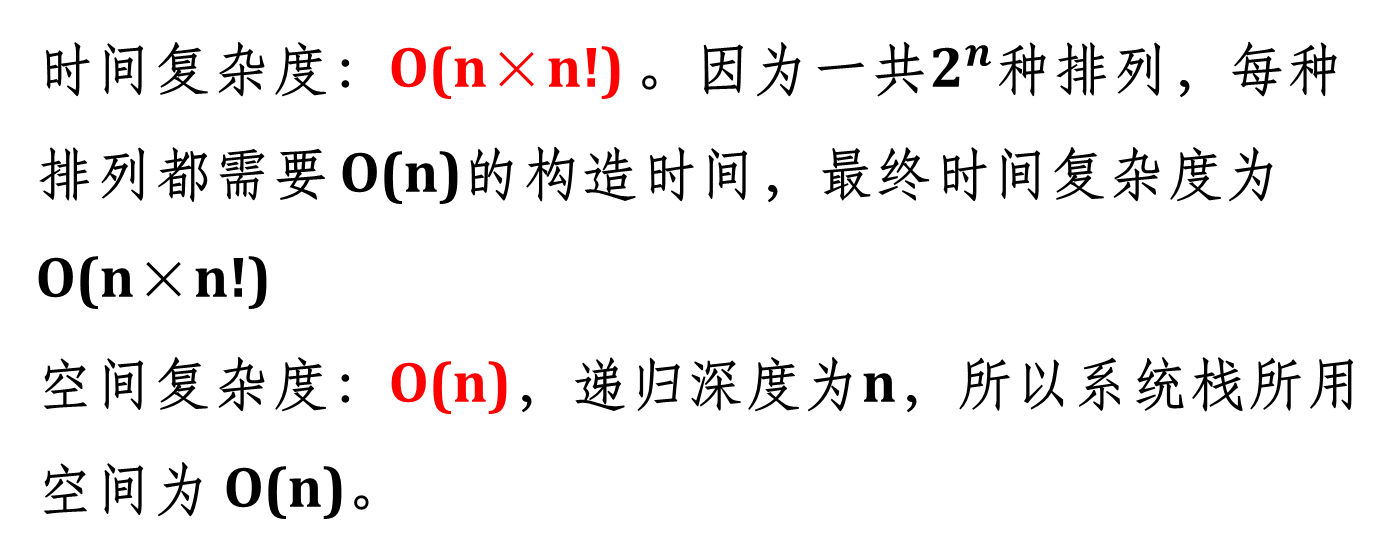 时间复杂度：O(n×n!)。因为一共2ⁿ种排列，每种
排列都需要O(n)的构造时间，最终时间复杂度为
O(n×n!)
空间复杂度：O(n)，递归深度为n，所以系统栈所用
空间为O(n)。